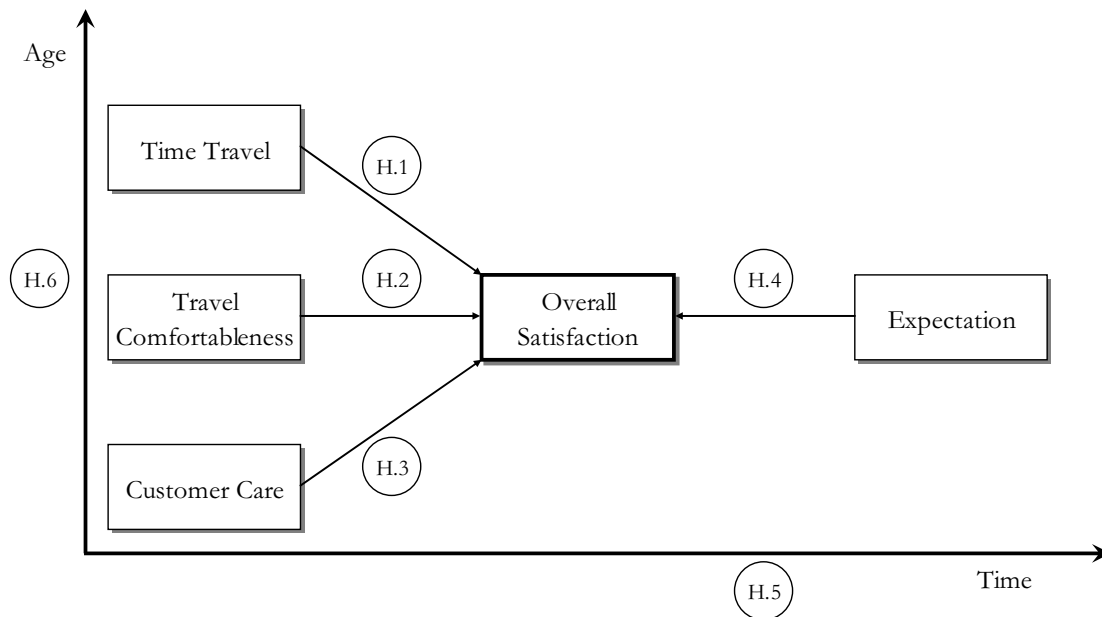 Age
Time Travel
H.1
H.6
H.2
H.4
Travel
Comfortableness
Overall
Satisfaction
Expectation
H.3
Customer Care
Time
H.5